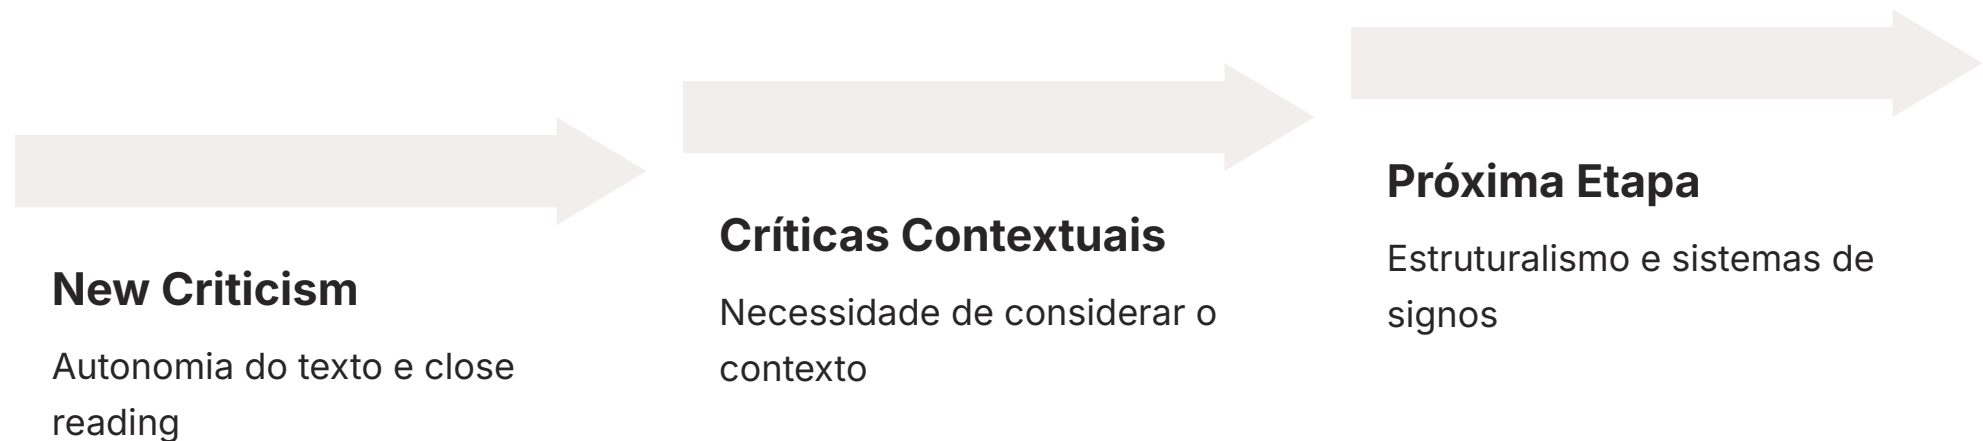 New Criticism
Autonomia do texto e close
reading
Críticas Contextuais
Necessidade de considerar o
contexto
Próxima Etapa
Estruturalismo e sistemas de
signos